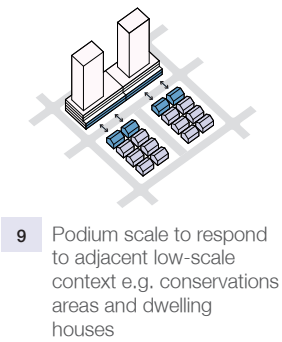 9
Podium scale to respond
to adjacent low-scale
context e.g. conservations
areas and dwelling
houses